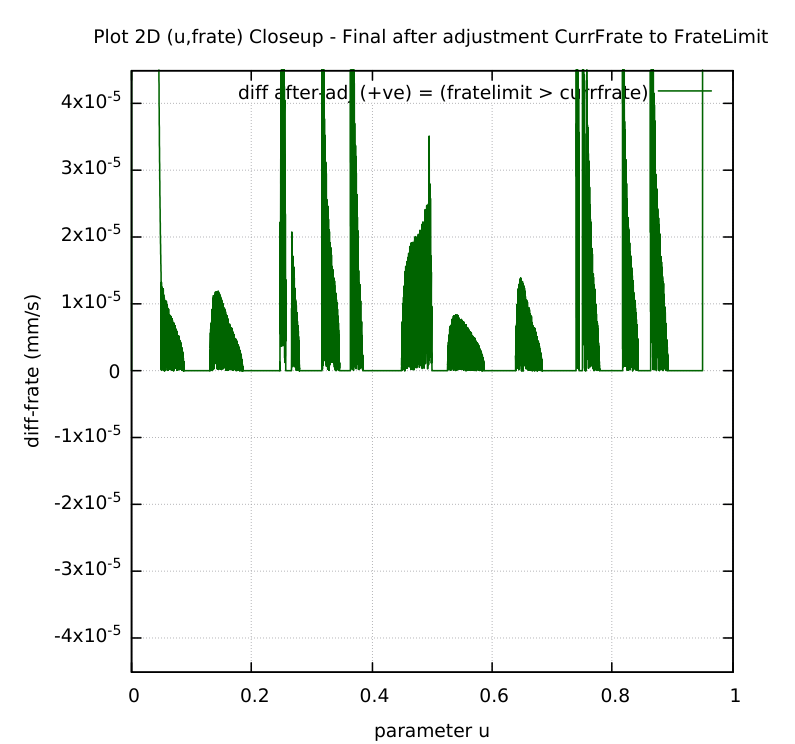 Plot 2D (u,frate) Closeup - Final after adjustment CurrFrate to FrateLimit
diff after-adj (+ve) = (fratelimit > currfrate)
4x10⁻⁵
3x10⁻⁵
2x10⁻⁵
1x10⁻⁵
0
-1x10⁻⁵
-2x10⁻⁵
-3x10⁻⁵
-4x10⁻⁵
diff-frate (mm/s)
0 0.2 0.4 0.6 0.8 1
parameter u